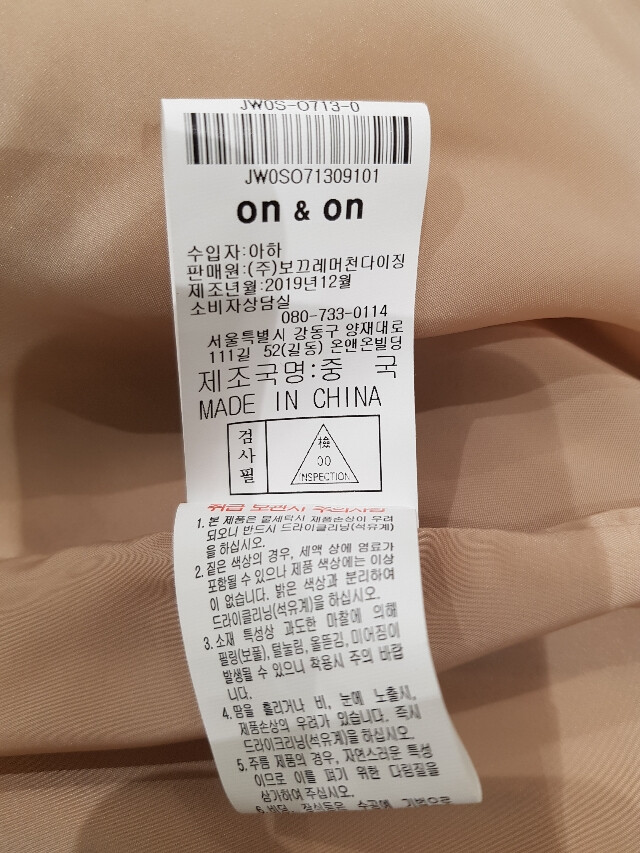 JW0S-O713-0
JW0SO71309101
on & on
수입자:아하
판매원:(주)보끄레머천다이징
제조년월:2019년12월
소비자상담실
080-733-0114
서울특별시 강동구 양재대로
111길 52(길동) 온앤온빌딩
제조국명:중 국
MADE IN CHINA
검
사
필
檢
00
INSPECTION
취급 보관시 주의사항
1. 본 제품은 물세탁시 제품손상이 우려
되오니 반드시 드라이클리닝(석유계)
을 하십시오.
2. 짙은 색상의 경우, 세액 상에 염료가
포함될 수 있으나 제품 색상에는 이상
이 없습니다. 밝은 색상과 분리하여
드라이클리닝(석유계)을 하십시오.
3. 소재 특성상 과도한 마찰에 의해
필링(보풀), 털눌림, 올뜯김, 미어짐이
발생될 수 있으니 착용시 주의 바랍
니다.
4. 땀을 흘리거나 비, 눈에 노출시,
제품손상의 우려가 있습니다. 즉시
드라이크리닝(석유계)을 하십시오.
5. 주름 제품의 경우, 자연스러운 특성
이므로 이를 펴기 위한 다림질을
삼가하여 주십시오.